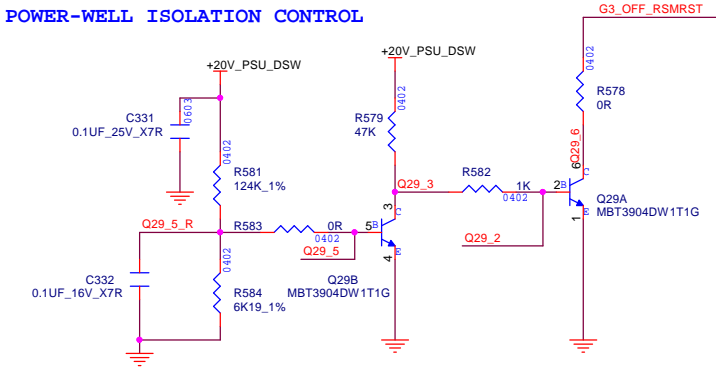 POWER-WELL ISOLATION CONTROL
G3_OFF_RSMRST
+20V_PSU_DSW
+20V_PSU_DSW
0402
R578
0R
C331
0.1UF_25V_X7R
0603
0402
R579
47K
Q29_6
6
C
0402
R581
124K_1%
Q29_3
R582
1K
0402
2
B
Q29A
MBT3904DW1T1G
1
E
3
C
Q29_5_R
R583
0R
0402
5
B
Q29_5
Q29_2
4
E
C332
0.1UF_16V_X7R
0402
R584
6K19_1%
Q29B
MBT3904DW1T1G